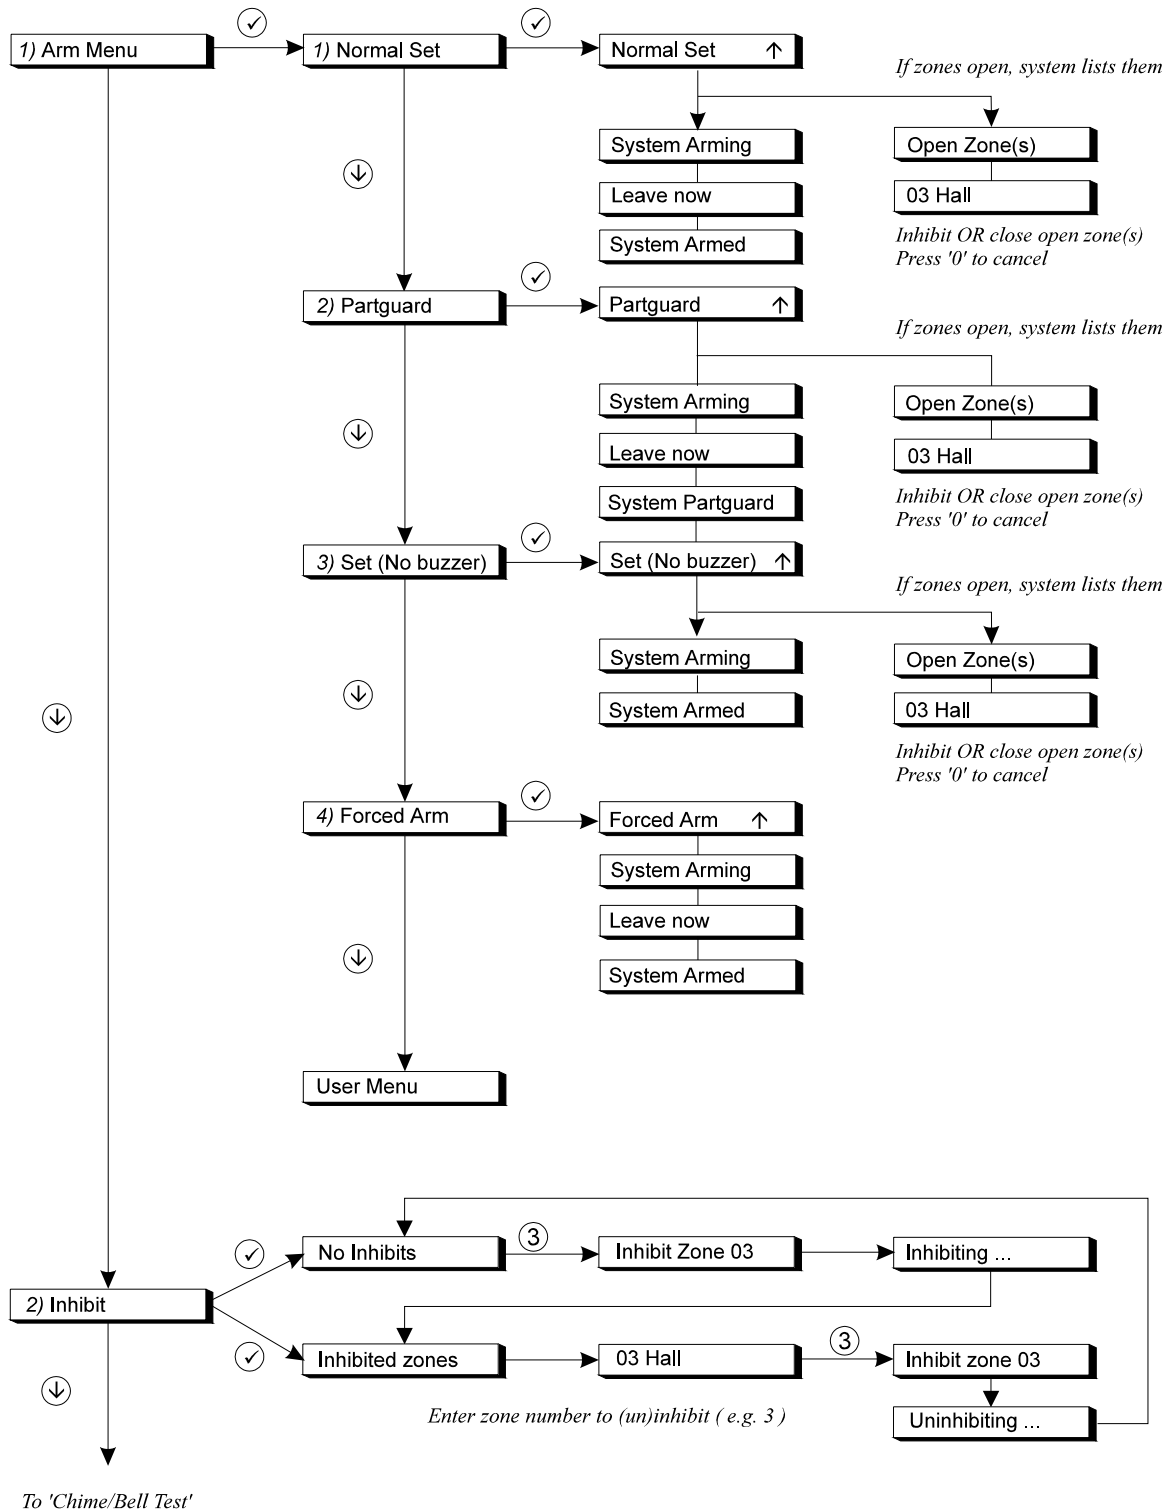 1) Arm Menu
1) Normal Set
Normal Set ↑
If zones open, system lists them
System Arming
Open Zone(s)
Leave now
03 Hall
System Armed
Inhibit OR close open zone(s)
Press '0' to cancel
2) Partguard
Partguard ↑
If zones open, system lists them
System Arming
Open Zone(s)
Leave now
03 Hall
System Partguard
Inhibit OR close open zone(s)
Press '0' to cancel
3) Set (No buzzer)
Set (No buzzer) ↑
If zones open, system lists them
System Arming
Open Zone(s)
System Armed
03 Hall
Inhibit OR close open zone(s)
Press '0' to cancel
4) Forced Arm
Forced Arm ↑
System Arming
Leave now
System Armed
User Menu
No Inhibits
3
Inhibit Zone 03
Inhibiting ...
2) Inhibit
Inhibited zones
03 Hall
3
Inhibit zone 03
Uninhibiting ...
Enter zone number to (un)inhibit ( e.g. 3 )
To 'Chime/Bell Test'